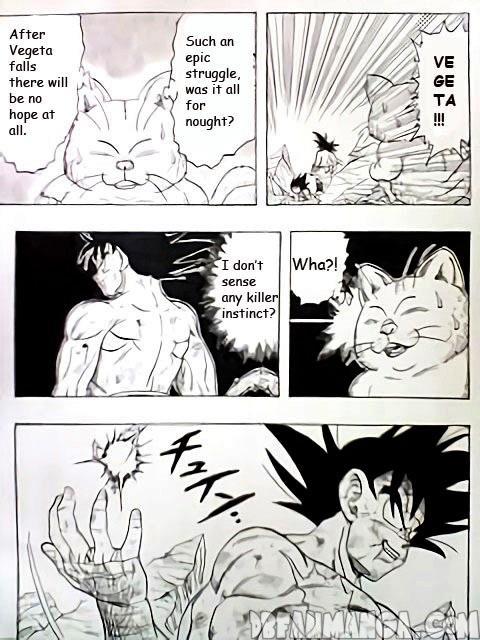 VE
GE
TA
!!!
Such an
epic
struggle,
was it all
for
nought?
After
Vegeta
falls
there will
be no
hope at
all.
Wha?!
I don't
sense
any killer
instinct?
チュイン
DBFANMANGA.COM